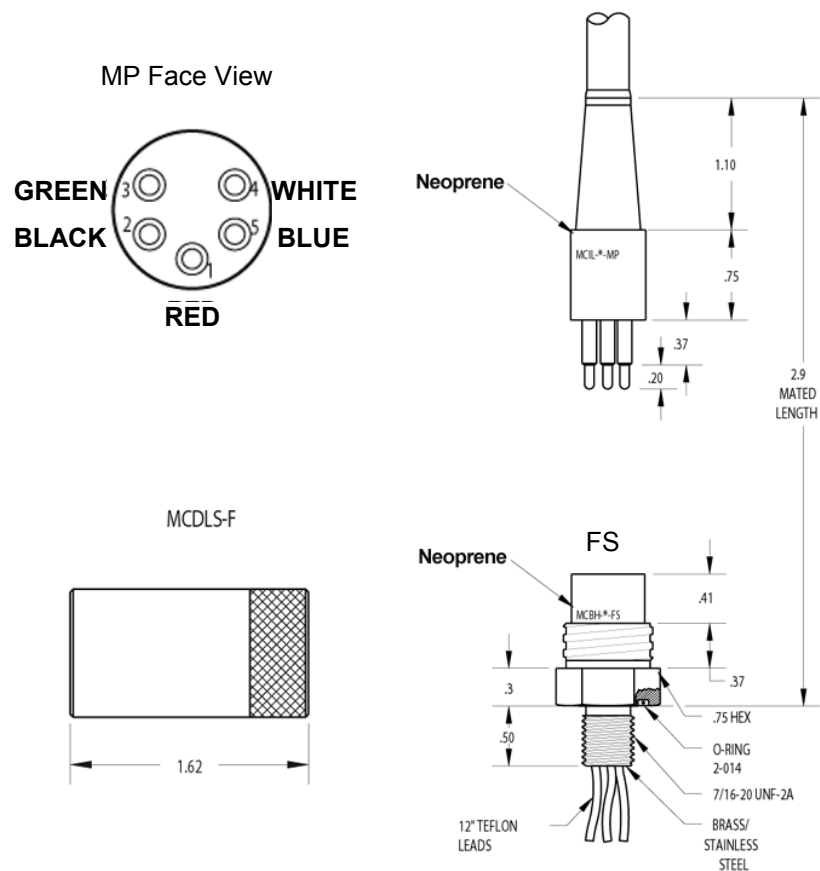 MP Face View
GREEN 3 4 WHITE
BLACK 2 5 BLUE
1
RED
Neoprene
MCIL-*-MP
1.10
.75
.37
.20
2.9
MATED
LENGTH
MCDLS-F
1.62
FS
Neoprene
MCBH-*-FS
.41
.37
.3
.50
.75 HEX
O-RING
2-014
7/16-20 UNF-2A
BRASS/
STAINLESS
STEEL
12" TEFLON
LEADS